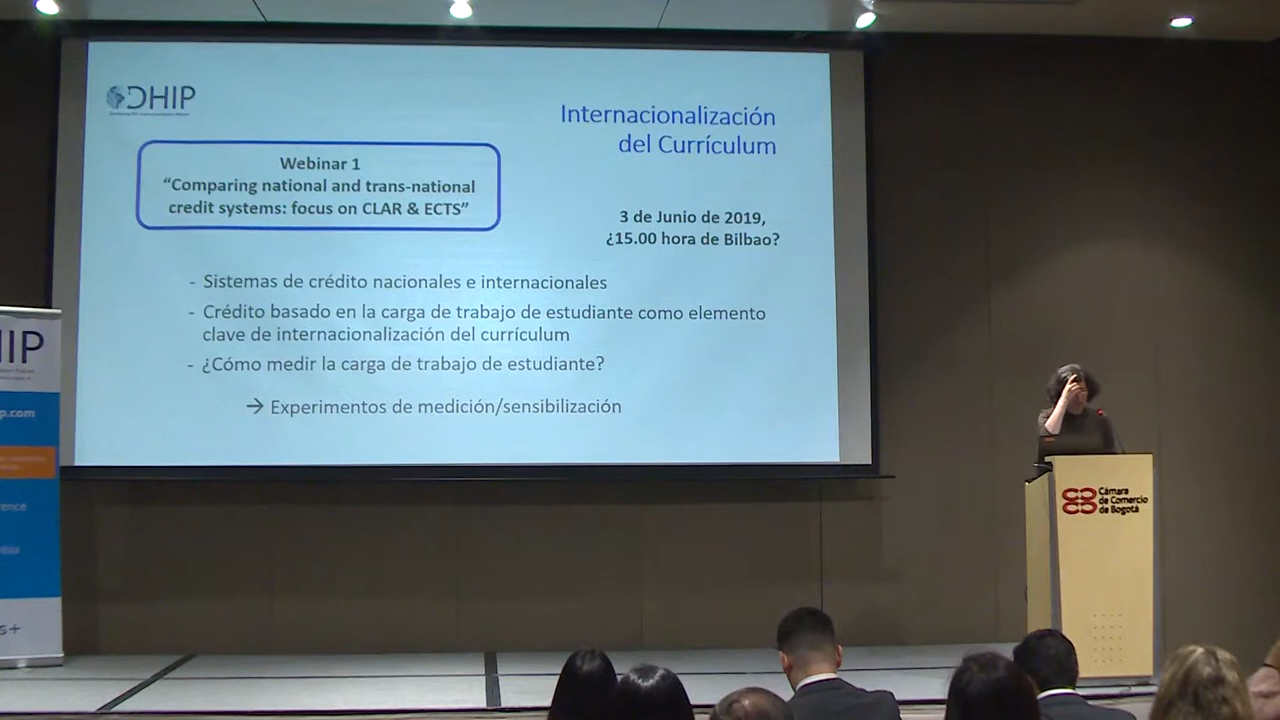 DHIP
Internacionalización
del Currículum
Webinar 1
“Comparing national and trans-national
credit systems: focus on CLAR & ECTS”
3 de Junio de 2019,
¿15.00 hora de Bilbao?
- Sistemas de crédito nacionales e internacionales
- Crédito basado en la carga de trabajo de estudiante como elemento
clave de internacionalización del currículum
- ¿Cómo medir la carga de trabajo de estudiante?
→ Experimentos de medición/sensibilización
IP
p.com
rence
s+
Cámara
de Comercio
de Bogotá